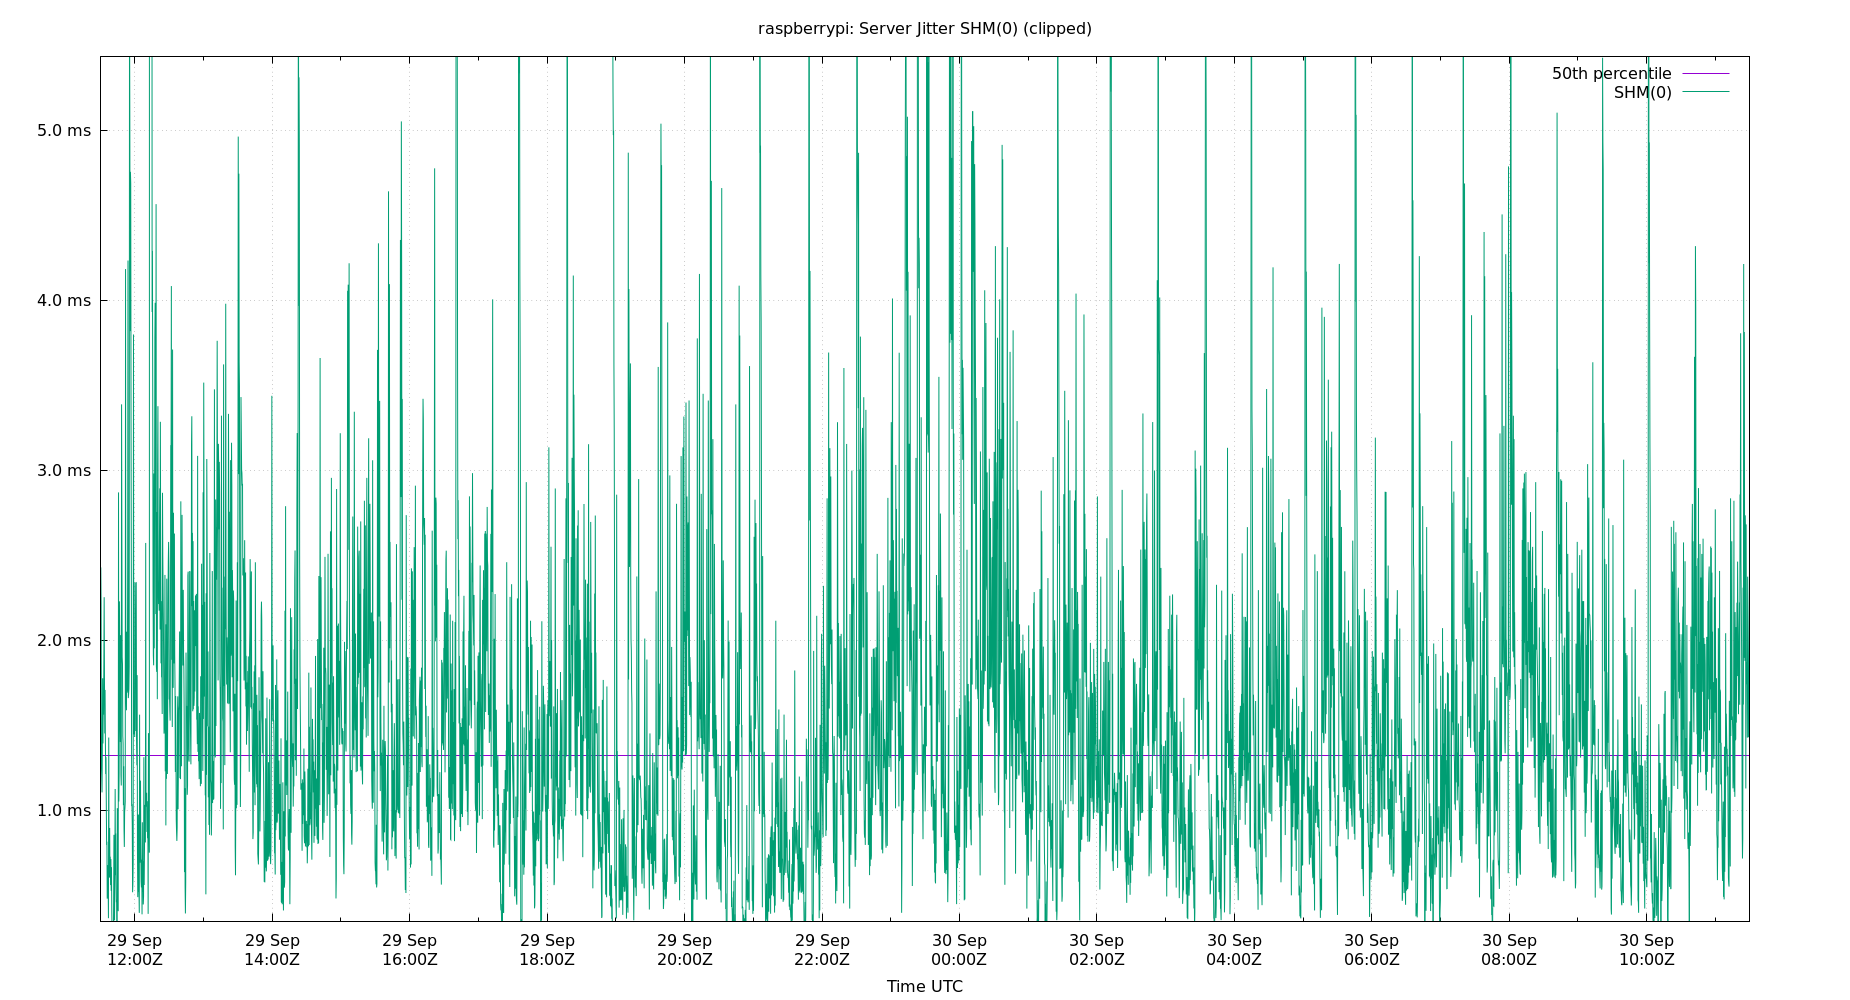 raspberrypi: Server Jitter SHM(0) (clipped)
50th percentile
SHM(0)
5.0 ms
4.0 ms
3.0 ms
2.0 ms
1.0 ms
29 Sep 29 Sep 29 Sep 29 Sep 29 Sep 29 Sep 30 Sep 30 Sep 30 Sep 30 Sep 30 Sep 30 Sep
12:00Z 14:00Z 16:00Z 18:00Z 20:00Z 22:00Z 00:00Z 02:00Z 04:00Z 06:00Z 08:00Z 10:00Z
Time UTC